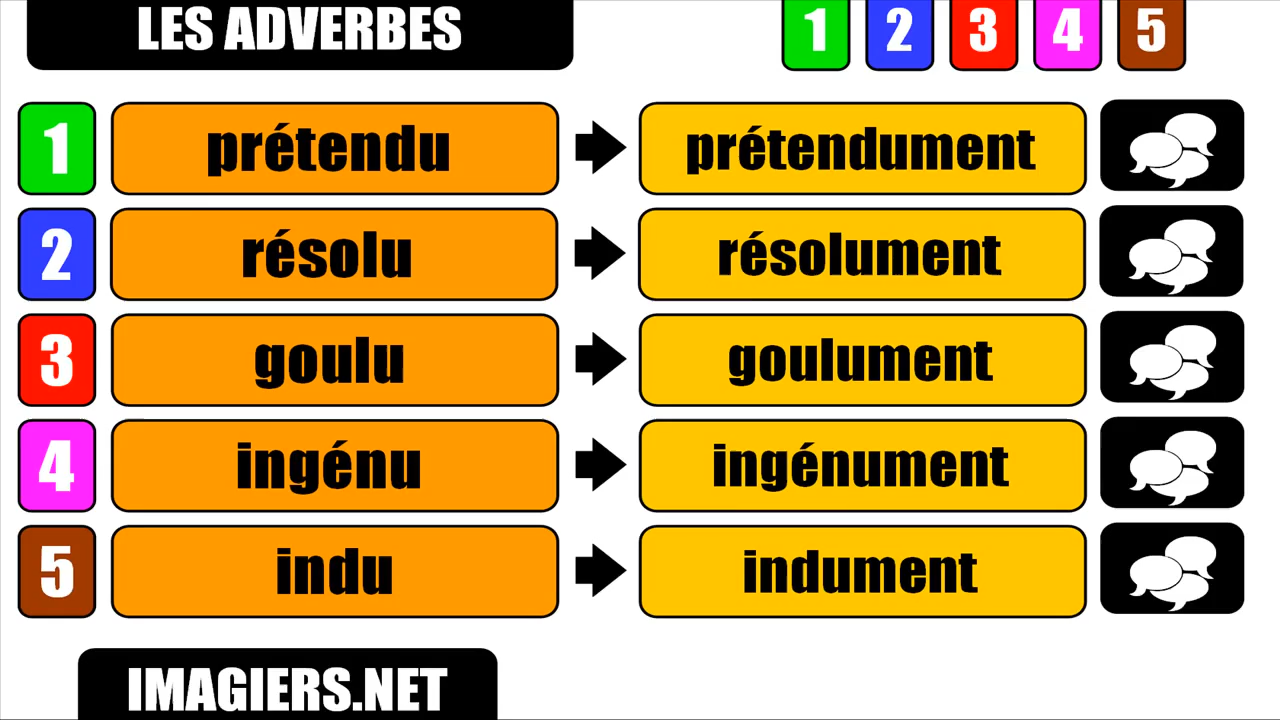 LES ADVERBES
1 2 3 4 5
1 prétendu prétendument
2 résolu résolument
3 goulu goulument
4 ingénu ingénument
5 indu indument
IMAGIERS.NET